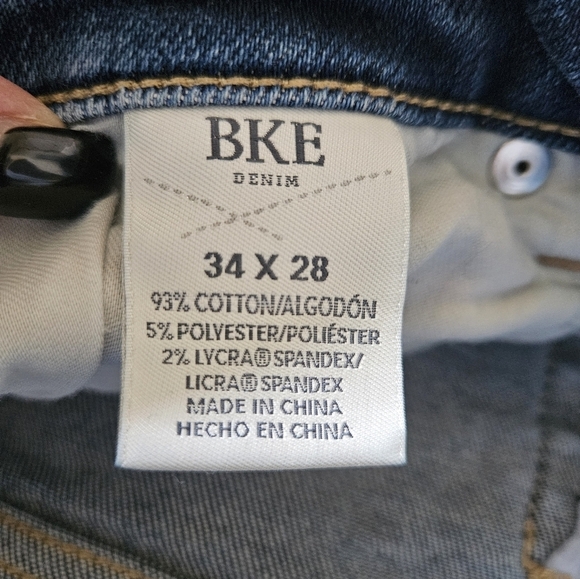 BKE
DENIM
34 X 28
93% COTTON/ALGODÓN
5% POLYESTER/POLIÉSTER
2% LYCRA® SPANDEX/
LICRA® SPANDEX
MADE IN CHINA
HECHO EN CHINA